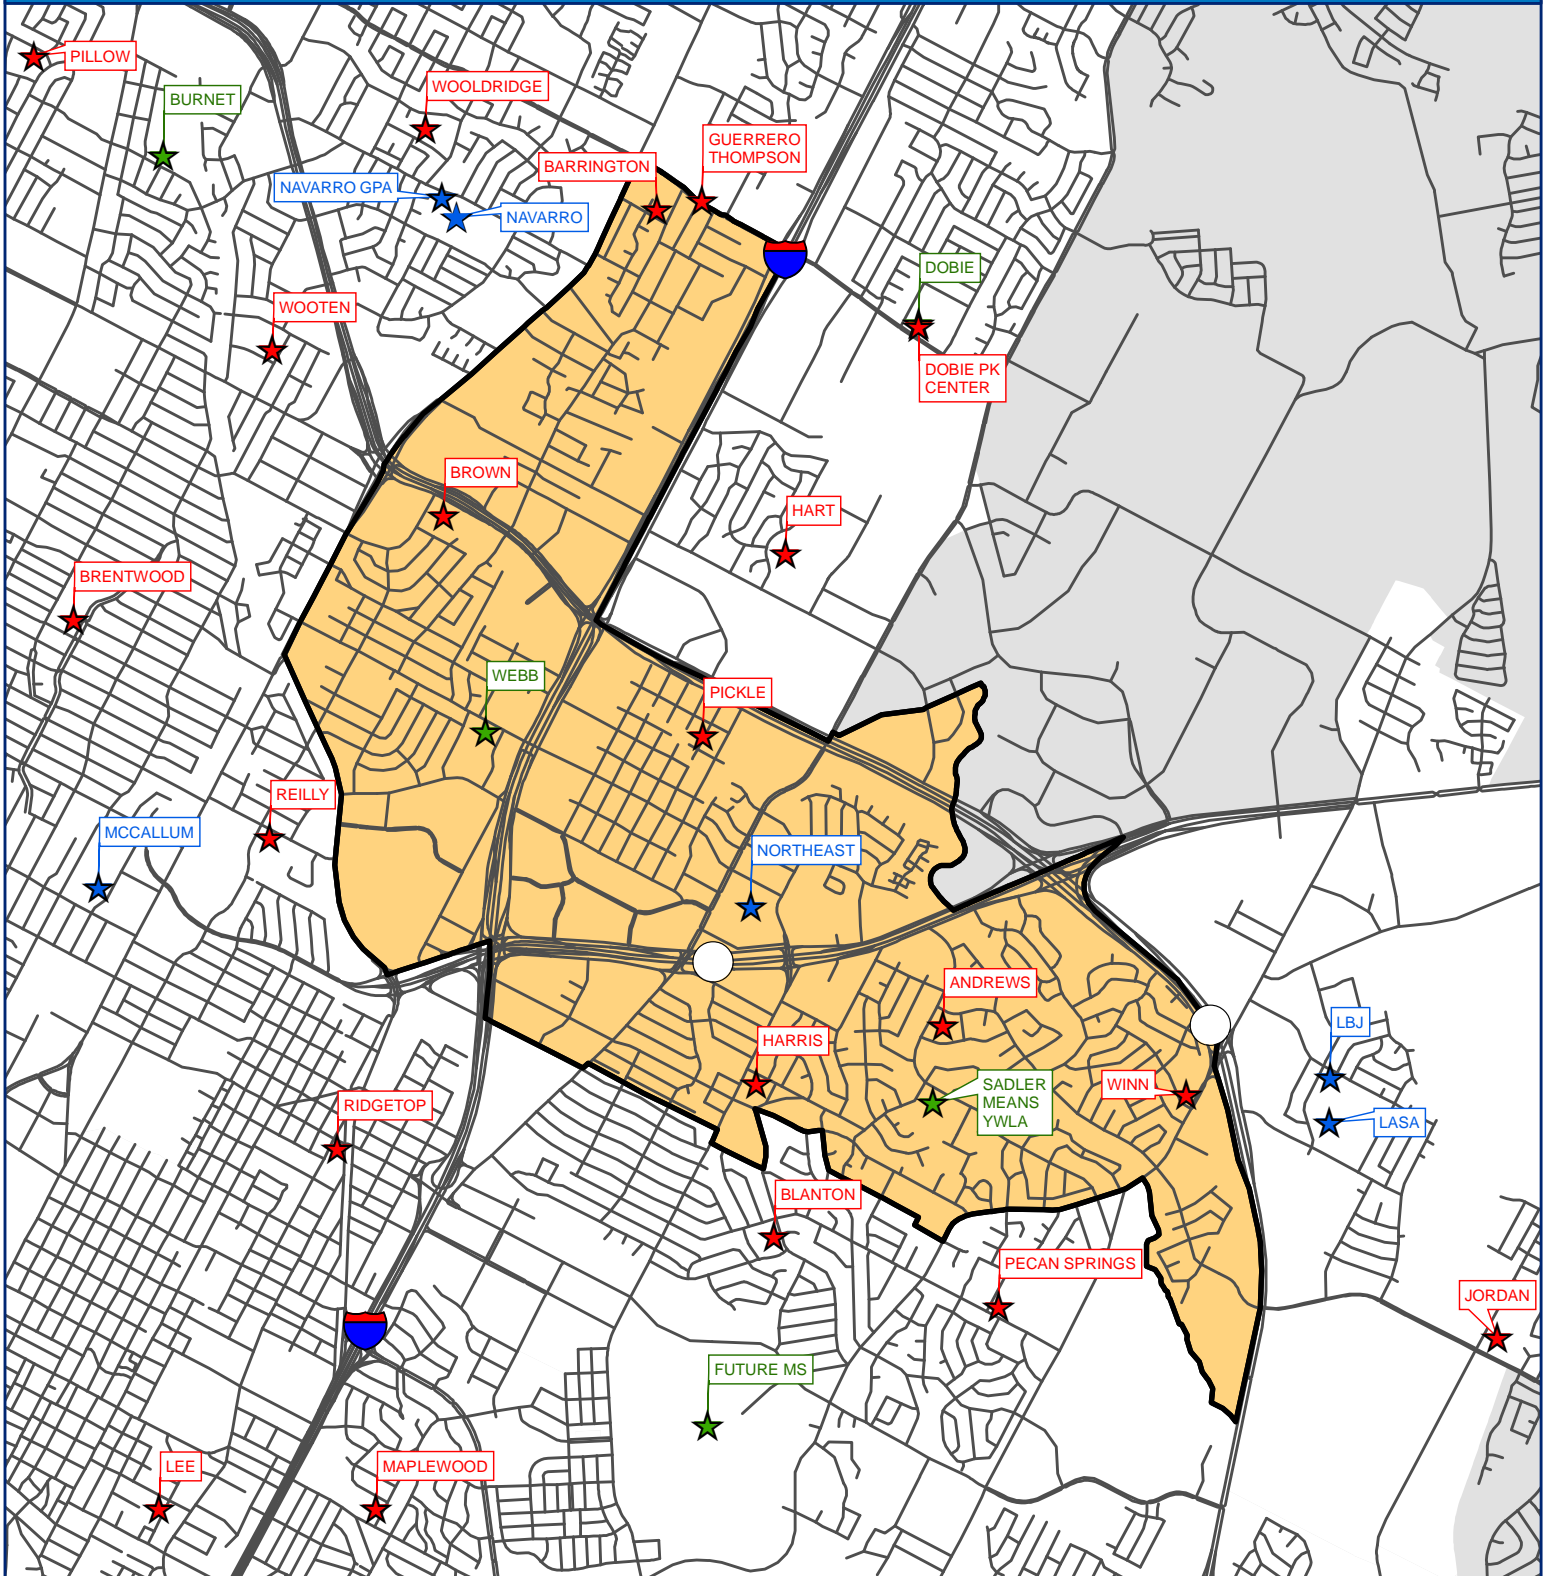 PILLOW
WOOLDRIDGE
BURNET
GUERRERO
THOMPSON
BARRINGTON
NAVARRO GPA
NAVARRO
DOBIE
WOOTEN
DOBIE PK
CENTER
BROWN
HART
BRENTWOOD
WEBB
PICKLE
REILLY
MCCALLUM
NORTHEAST
ANDREWS
LBJ
HARRIS
SADLER
MEANS
YWLA
WINN
RIDGETOP
LASA
BLANTON
PECAN SPRINGS
JORDAN
FUTURE MS
LEE
MAPLEWOOD